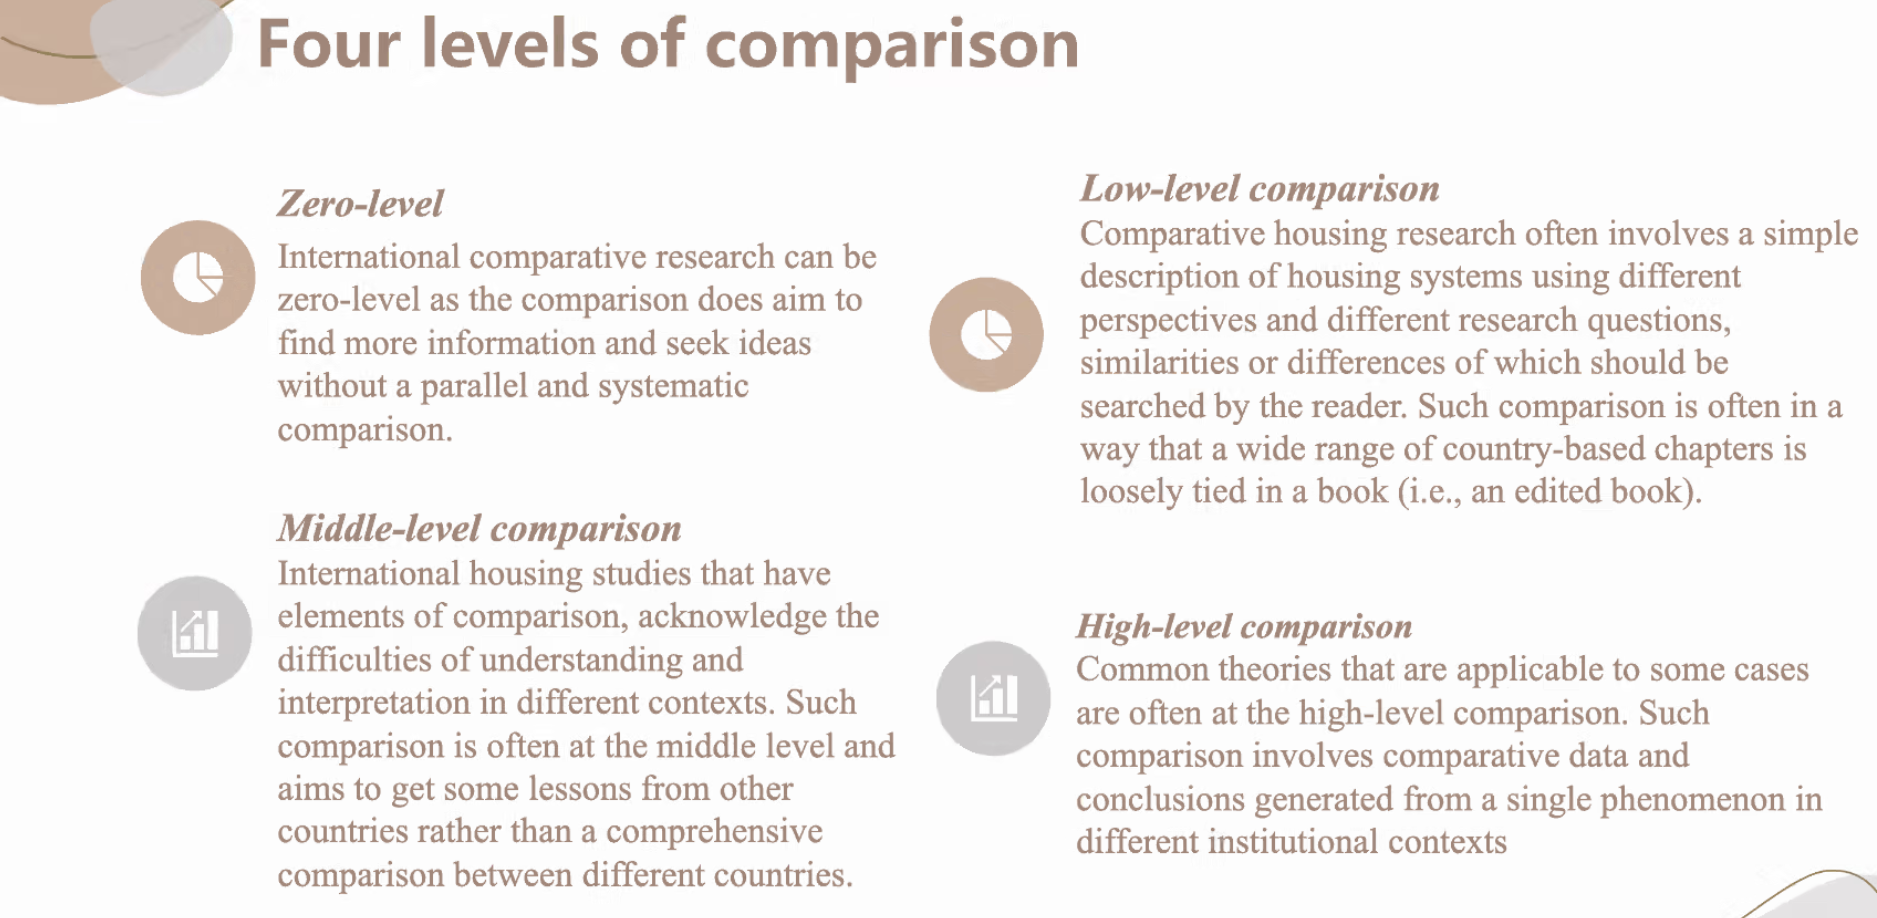 Four levels of comparison
Zero-level
International comparative research can be
zero-level as the comparison does aim to
find more information and seek ideas
without a parallel and systematic
comparison.
Low-level comparison
Comparative housing research often involves a simple
description of housing systems using different
perspectives and different research questions,
similarities or differences of which should be
searched by the reader. Such comparison is often in a
way that a wide range of country-based chapters is
loosely tied in a book (i.e., an edited book).
Middle-level comparison
International housing studies that have
elements of comparison, acknowledge the
difficulties of understanding and
interpretation in different contexts. Such
comparison is often at the middle level and
aims to get some lessons from other
countries rather than a comprehensive
comparison between different countries.
High-level comparison
Common theories that are applicable to some cases
are often at the high-level comparison. Such
comparison involves comparative data and
conclusions generated from a single phenomenon in
different institutional contexts